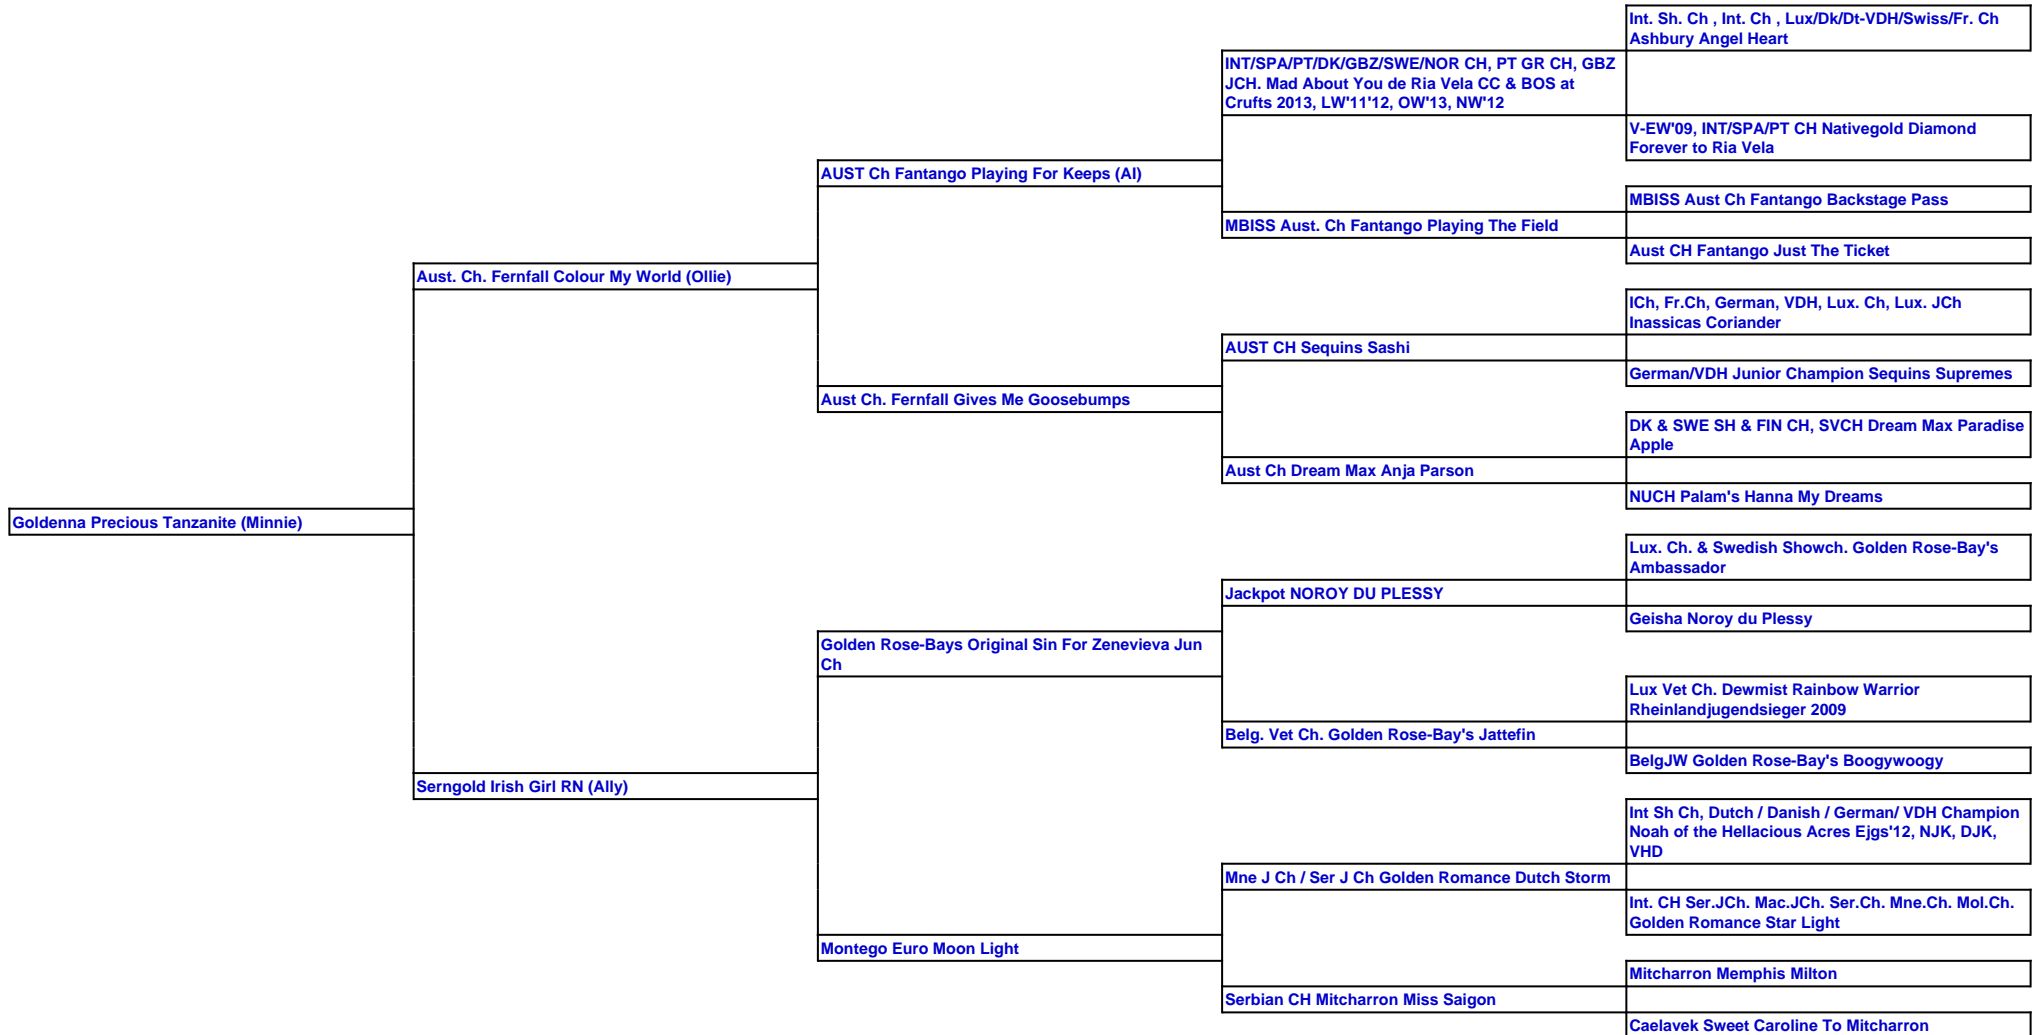 Int. Sh. Ch , Int. Ch , Lux/Dk/Dt-VDH/Swiss/Fr. Ch
Ashbury Angel Heart
INT/SPA/PT/DK/GBZ/SWE/NOR CH, PT GR CH, GBZ
JCH. Mad About You de Ria Vela CC & BOS at
Crufts 2013, LW'11'12, OW'13, NW'12
V-EW'09, INT/SPA/PT CH Nativegold Diamond
Forever to Ria Vela
AUST Ch Fantango Playing For Keeps (AI)
MBISS Aust Ch Fantango Backstage Pass
MBISS Aust. Ch Fantango Playing The Field
Aust CH Fantango Just The Ticket
Aust. Ch. Fernfall Colour My World (Ollie)
ICh, Fr.Ch, German, VDH, Lux. Ch, Lux. JCh
Inassicas Coriander
AUST CH Sequins Sashi
German/VDH Junior Champion Sequins Supremes
Aust Ch. Fernfall Gives Me Goosebumps
DK & SWE SH & FIN CH, SVCH Dream Max Paradise
Apple
Aust Ch Dream Max Anja Parson
NUCH Palam's Hanna My Dreams
Goldenna Precious Tanzanite (Minnie)
Lux. Ch. & Swedish Showch. Golden Rose-Bay's
Ambassador
Jackpot NOROY DU PLESSY
Geisha Noroy du Plessy
Golden Rose-Bays Original Sin For Zenevieva Jun
Ch
Lux Vet Ch. Dewmist Rainbow Warrior
Rheinlandjugendsieger 2009
Belg. Vet Ch. Golden Rose-Bay's Jattefin
BelgJW Golden Rose-Bay's Boogywoogy
Serngold Irish Girl RN (Ally)
Int Sh Ch, Dutch / Danish / German/ VDH Champion
Noah of the Hellacious Acres Ejgs'12, NJK, DJK,
VHD
Mne J Ch / Ser J Ch Golden Romance Dutch Storm
Int. CH Ser.JCh. Mac.JCh. Ser.Ch. Mne.Ch. Mol.Ch.
Golden Romance Star Light
Montego Euro Moon Light
Mitcharron Memphis Milton
Serbian CH Mitcharron Miss Saigon
Caelavek Sweet Caroline To Mitcharron